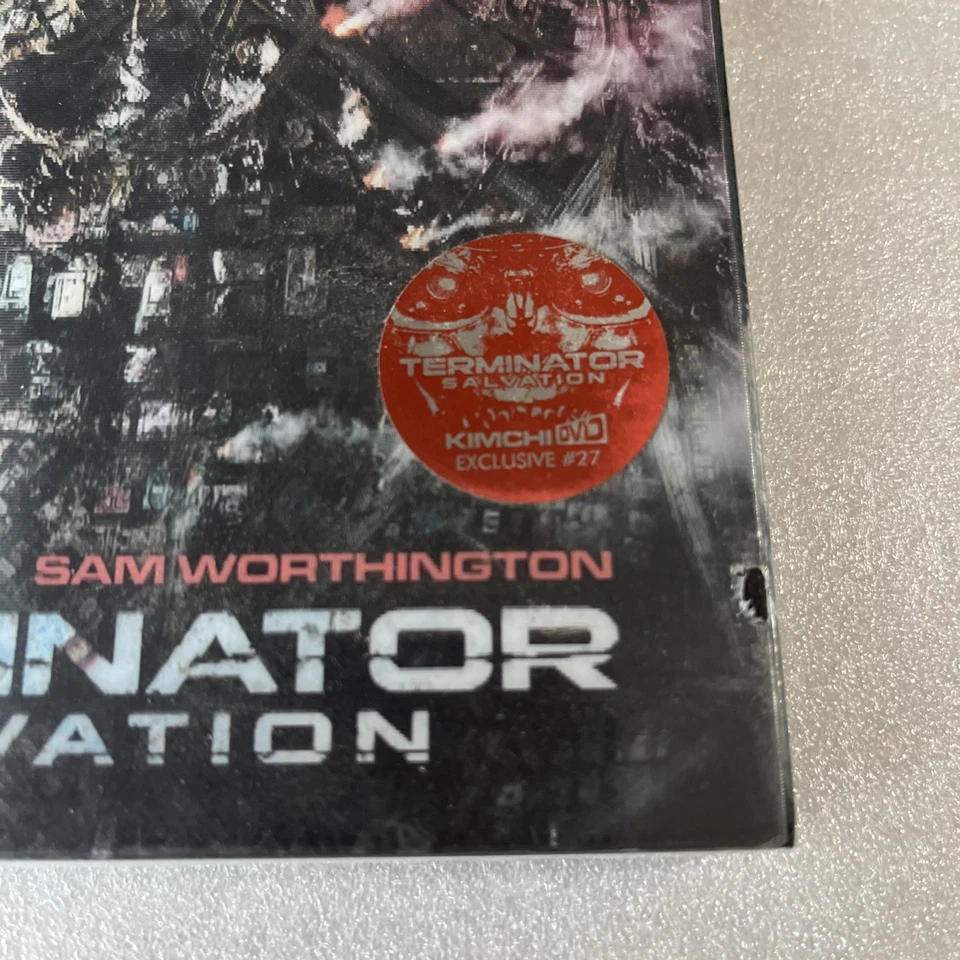 TERMINATOR
SALVATION
KIMCHI DVD
EXCLUSIVE #27
SAM WORTHINGTON
INATOR
VATION